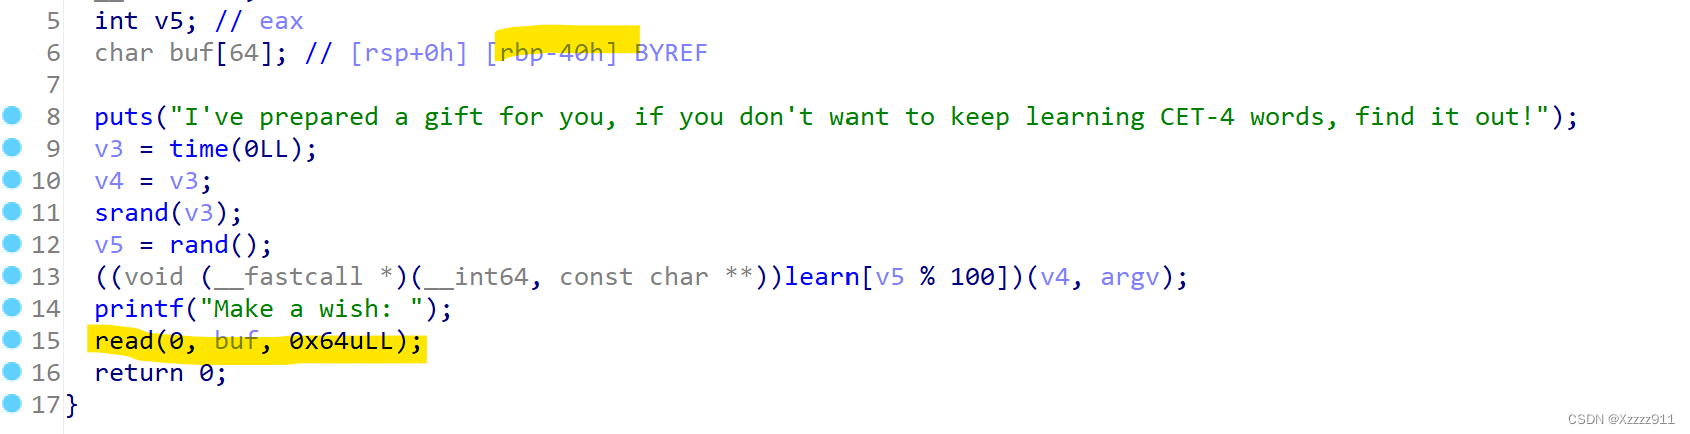 5 int v5; // eax
6 char buf[64]; // [rsp+0h] [rbp-40h] BYREF
7
8 puts("I've prepared a gift for you, if you don't want to keep learning CET-4 words, find it out!");
9 v3 = time(0LL);
10 v4 = v3;
11 srand(v3);
12 v5 = rand();
13 ((void (__fastcall *)(__int64, const char **))learn[v5 % 100])(v4, argv);
14 printf("Make a wish: ");
15 read(0, buf, 0x64uLL);
16 return 0;
17 }
CSDN @Xzzzz911